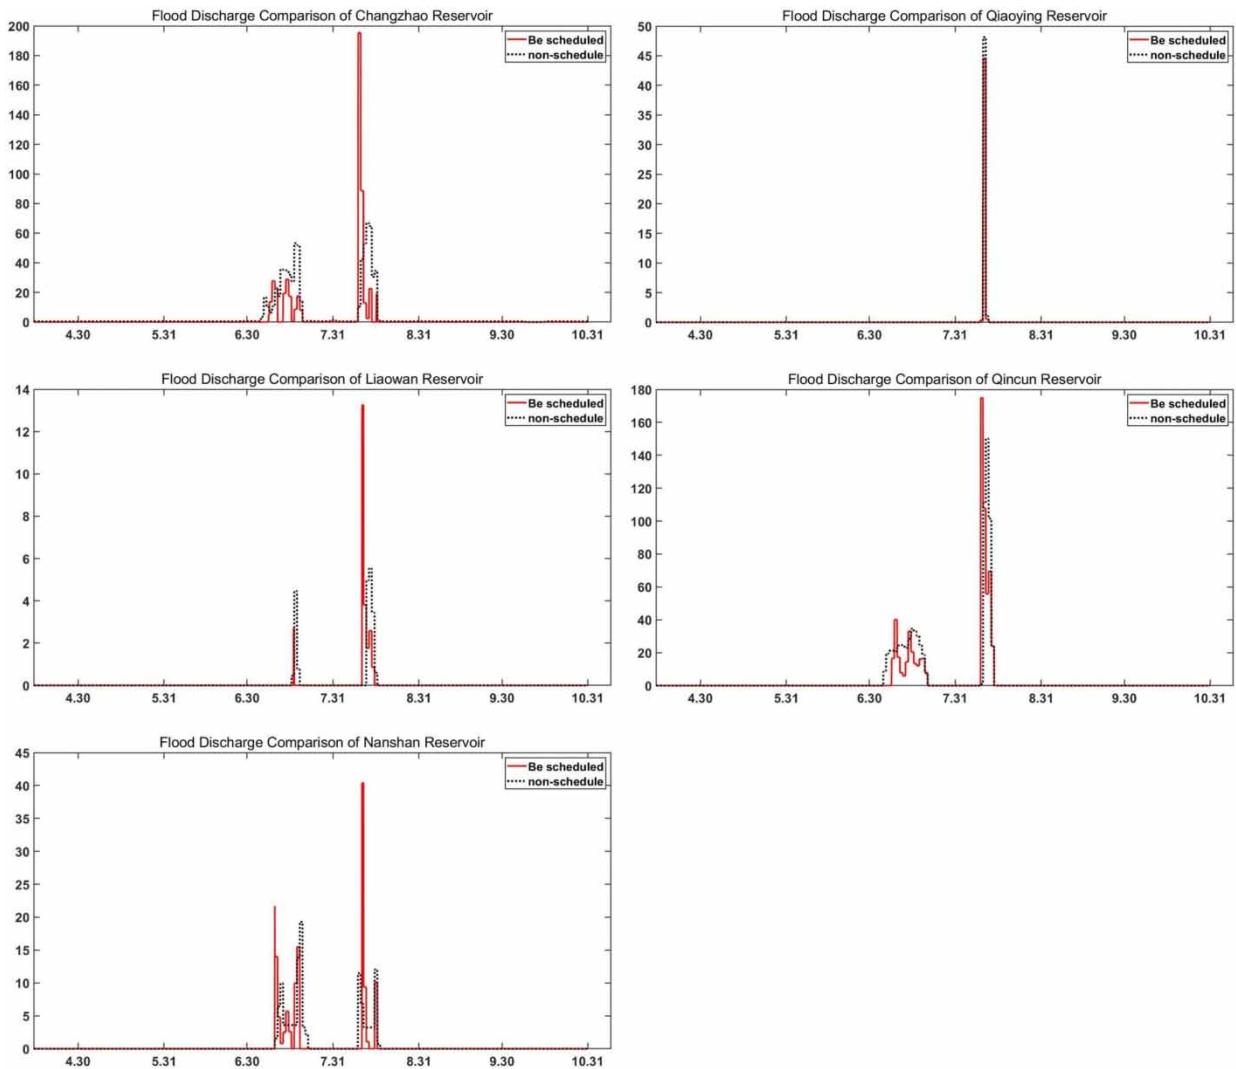 Flood Discharge Comparison of Changzhao Reservoir
200
180
160
140
120
100
80
60
40
20
0
Be scheduled
non-schedule
4.30 5.31 6.30 7.31 8.31 9.30 10.31
Flood Discharge Comparison of Qiaoying Reservoir
50
45
40
35
30
25
20
15
10
5
0
Be scheduled
non-schedule
4.30 5.31 6.30 7.31 8.31 9.30 10.31
Flood Discharge Comparison of Liaowan Reservoir
14
12
10
8
6
4
2
0
Be scheduled
non-schedule
4.30 5.31 6.30 7.31 8.31 9.30 10.31
Flood Discharge Comparison of Qincun Reservoir
180
160
140
120
100
80
60
40
20
0
Be scheduled
non-schedule
4.30 5.31 6.30 7.31 8.31 9.30 10.31
Flood Discharge Comparison of Nanshan Reservoir
45
40
35
30
25
20
15
10
5
0
Be scheduled
non-schedule
4.30 5.31 6.30 7.31 8.31 9.30 10.31